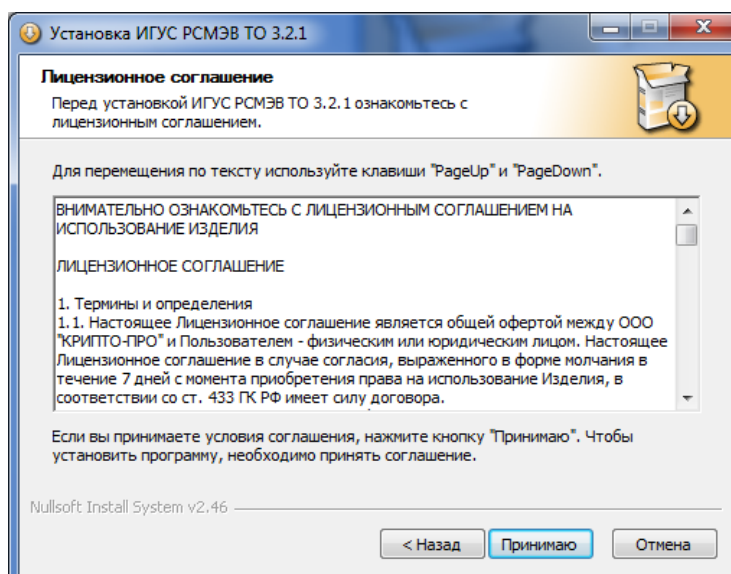 Установка ИГУС РСМЭВ ТО 3.2.1
Лицензионное соглашение
Перед установкой ИГУС РСМЭВ ТО 3.2.1 ознакомьтесь с
лицензионным соглашением.
Для перемещения по тексту используйте клавиши "PageUp" и "PageDown".
ВНИМАТЕЛЬНО ОЗНАКОМЬТЕСЬ С ЛИЦЕНЗИОННЫМ СОГЛАШЕНИЕМ НА
ИСПОЛЬЗОВАНИЕ ИЗДЕЛИЯ
ЛИЦЕНЗИОННОЕ СОГЛАШЕНИЕ
1. Термины и определения
1.1. Настоящее Лицензионное соглашение является общей офертой между ООО
"КРИПТО-ПРО" и Пользователем - физическим или юридическим лицом. Настоящее
Лицензионное соглашение в случае согласия, выраженного в форме молчания в
течение 7 дней с момента приобретения права на использование Изделия, в
соответствии со ст. 433 ГК РФ имеет силу договора.
Если вы принимаете условия соглашения, нажмите кнопку "Принимаю". Чтобы
установить программу, необходимо принять соглашение.
Nullsoft Install System v2.46
< Назад Принимаю Отмена